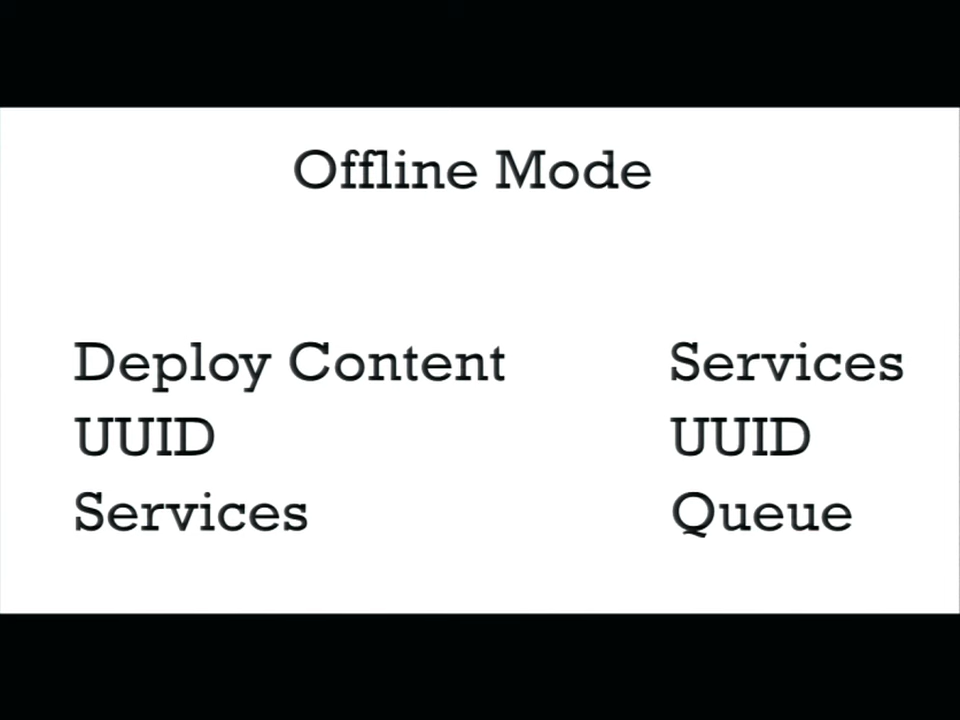 Offline Mode
Deploy Content
UUID
Services
Services
UUID
Queue